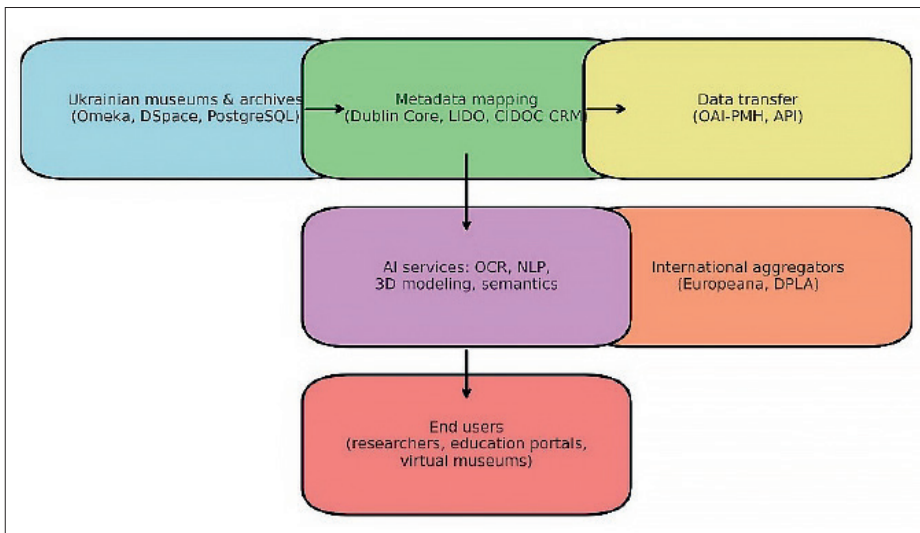 Ukrainian museums & archives
(Omeka, DSpace, PostgreSQL)
Metadata mapping
(Dublin Core, LIDO, CIDOC CRM)
Data transfer
(OAI-PMH, API)
AI services: OCR, NLP,
3D modeling, semantics
International aggregators
(Europeana, DPLA)
End users
(researchers, education portals,
virtual museums)